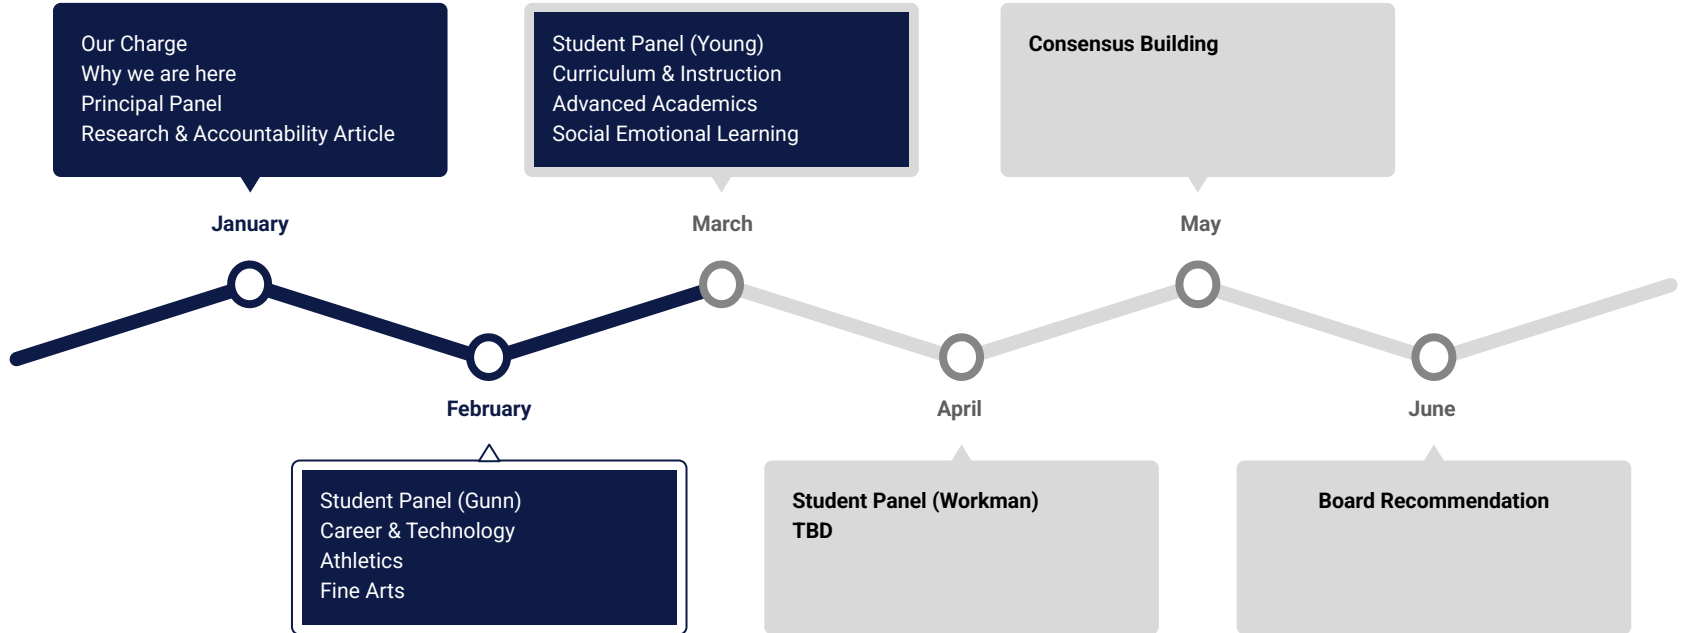 Our Charge
Why we are here
Principal Panel
Research & Accountability Article
Student Panel (Young)
Curriculum & Instruction
Advanced Academics
Social Emotional Learning
Consensus Building
January
March
May
February
April
June
Student Panel (Gunn)
Career & Technology
Athletics
Fine Arts
Student Panel (Workman)
TBD
Board Recommendation